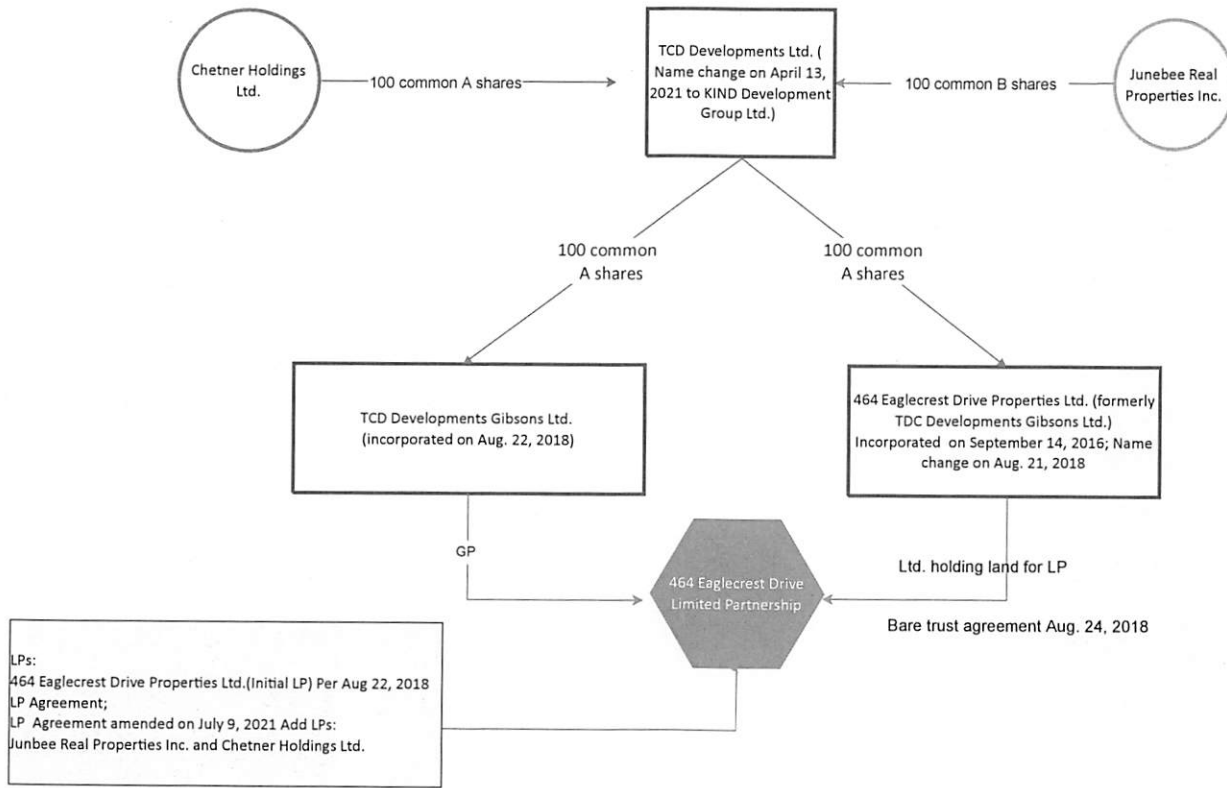 Chetner Holdings
Ltd.
100 common A shares
TCD Developments Ltd. (
Name change on April 13,
2021 to KIND Development
Group Ltd.)
100 common B shares
Junebee Real
Properties Inc.
100 common
A shares
100 common
A shares
TCD Developments Gibsons Ltd.
(incorporated on Aug. 22, 2018)
464 Eaglecrest Drive Properties Ltd. (formerly
TDC Developments Gibsons Ltd.)
Incorporated on September 14, 2016; Name
change on Aug. 21, 2018
GP
464 Eaglecrest Drive
Limited Partnership
Ltd. holding land for LP
Bare trust agreement Aug. 24, 2018
LPs:
464 Eaglecrest Drive Properties Ltd.(Initial LP) Per Aug 22, 2018
LP Agreement;
LP Agreement amended on July 9, 2021 Add LPs:
Junbee Real Properties Inc. and Chetner Holdings Ltd.